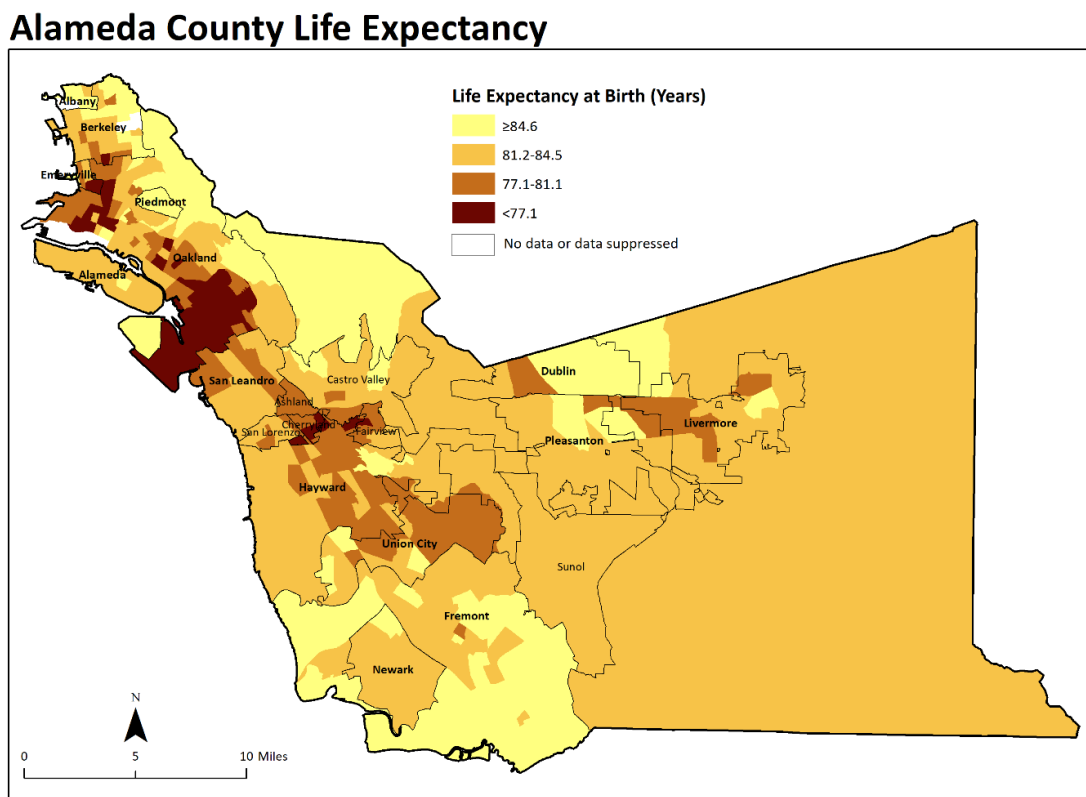 Alameda County Life Expectancy
Life Expectancy at Birth (Years)
≥84.6
81.2-84.5
77.1-81.1
<77.1
No data or data suppressed
Albany
Berkeley
Emeryville
Piedmont
Oakland
Alameda
San Leandro
Castro Valley
Ashland
Cherryland
San Lorenzo
Fairview
Dublin
Livermore
Pleasanton
Hayward
Union City
Sunol
Fremont
Newark
N
0 5 10 Miles